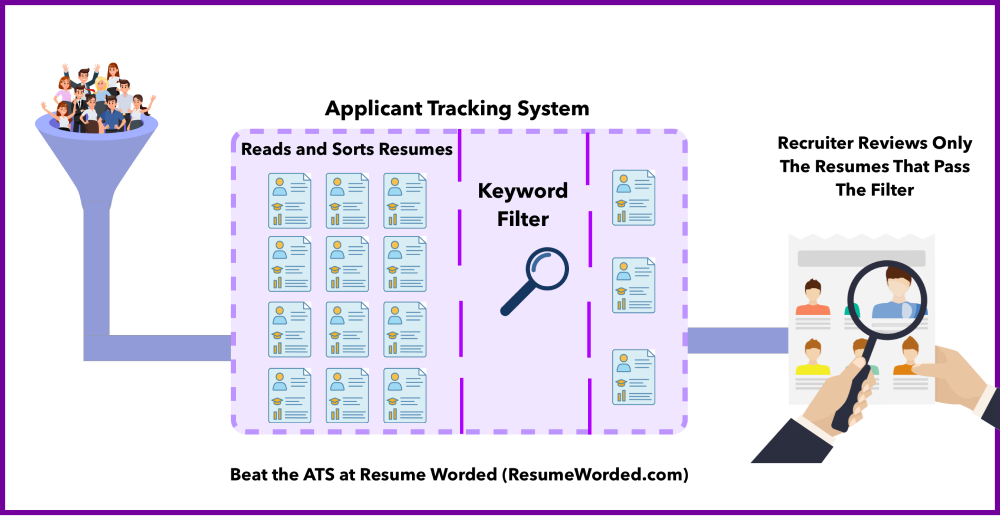 Applicant Tracking System
Reads and Sorts Resumes
Keyword
Filter
Recruiter Reviews Only
The Resumes That Pass
The Filter
Beat the ATS at Resume Worded (ResumeWorded.com)